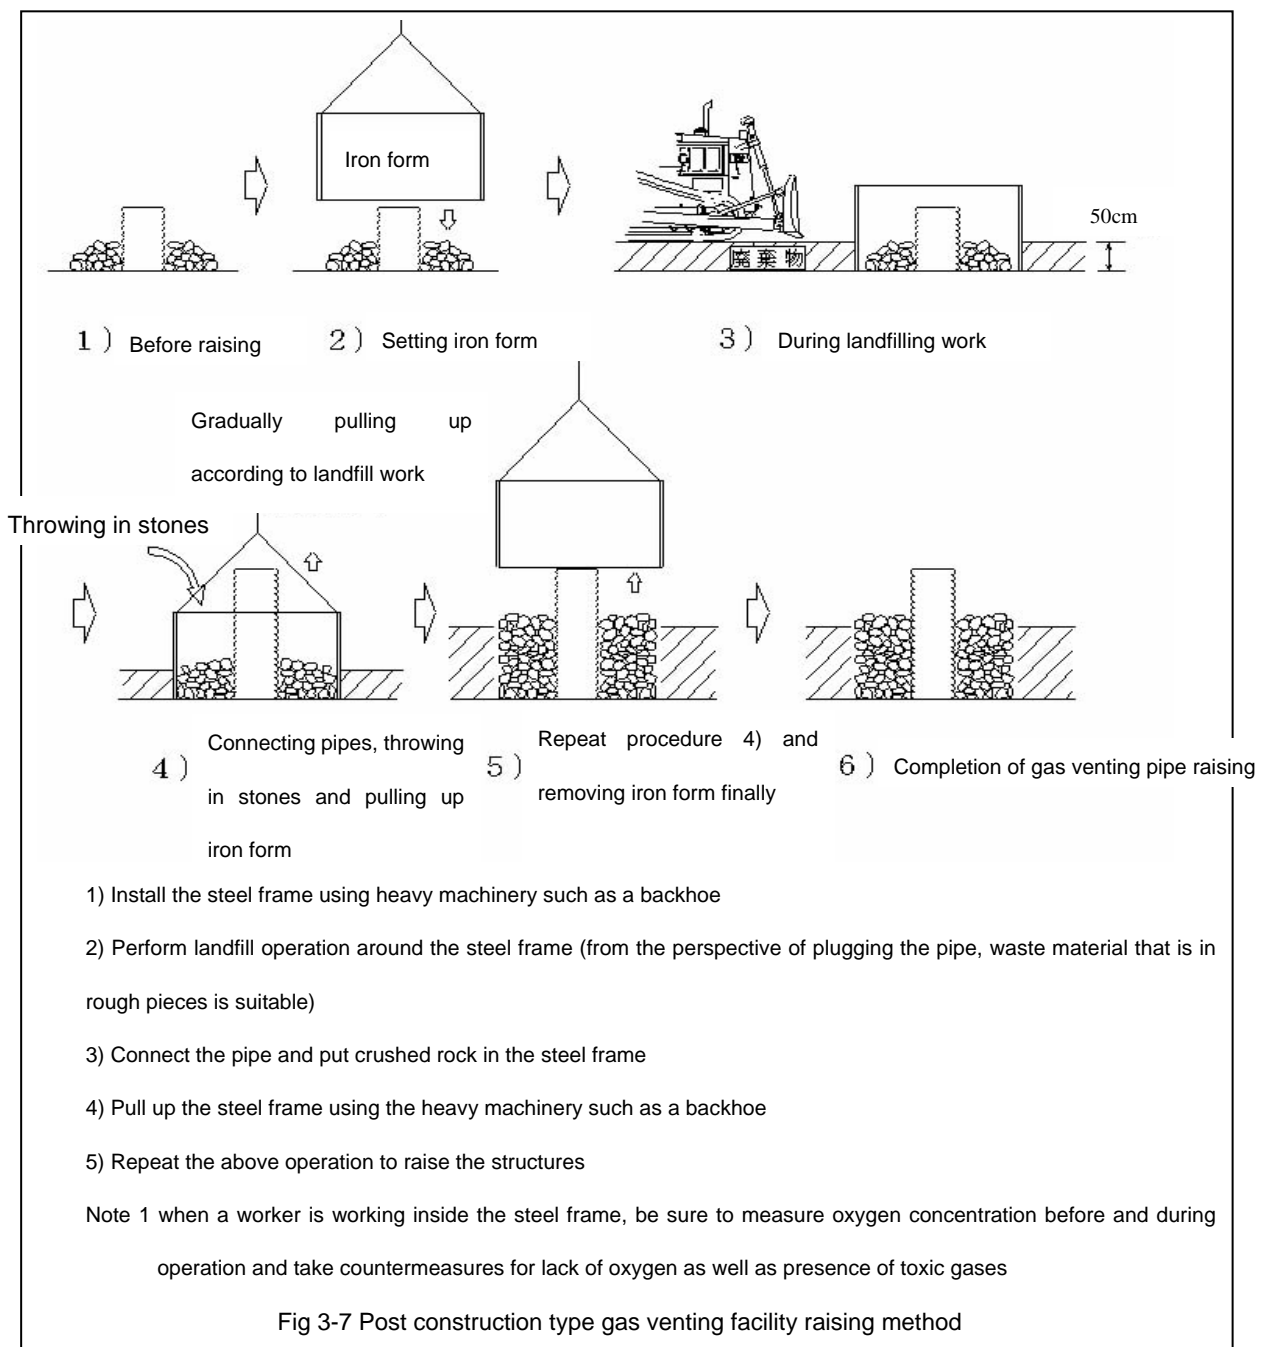 Iron form
50cm
廃棄物
1) Before raising
2) Setting iron form
3) During landfilling work
Gradually pulling up
according to landfill work
Throwing in stones
4) Connecting pipes, throwing
in stones and pulling up
iron form
5) Repeat procedure 4) and
removing iron form finally
6) Completion of gas venting pipe raising
1) Install the steel frame using heavy machinery such as a backhoe
2) Perform landfill operation around the steel frame (from the perspective of plugging the pipe, waste material that is in
rough pieces is suitable)
3) Connect the pipe and put crushed rock in the steel frame
4) Pull up the steel frame using the heavy machinery such as a backhoe
5) Repeat the above operation to raise the structures
Note 1 when a worker is working inside the steel frame, be sure to measure oxygen concentration before and during
operation and take countermeasures for lack of oxygen as well as presence of toxic gases
Fig 3-7 Post construction type gas venting facility raising method